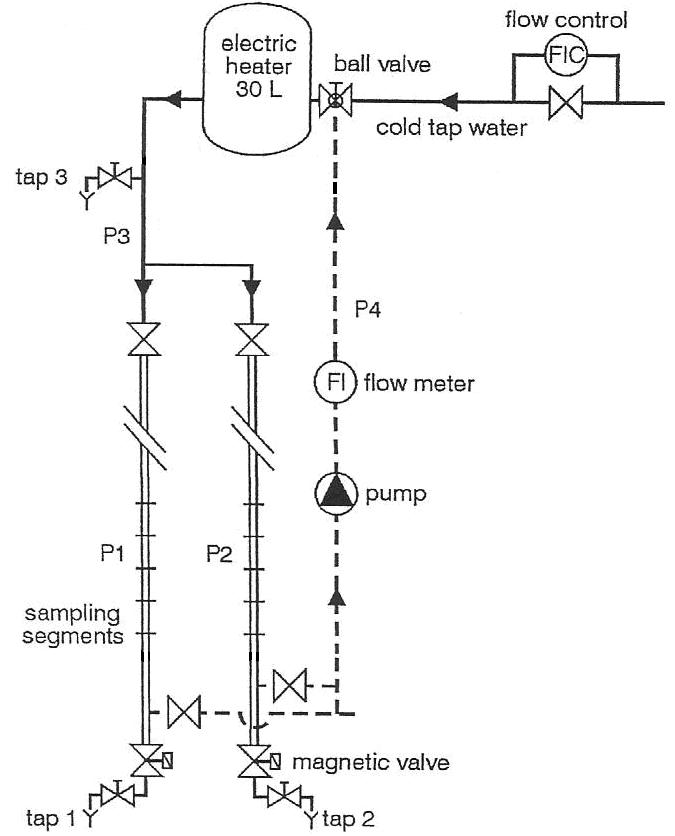 flow control
FIC
electric
heater
30 L
ball valve
cold tap water
tap 3
P3
P4
FI flow meter
pump
P1
P2
sampling
segments
magnetic valve
tap 1
tap 2